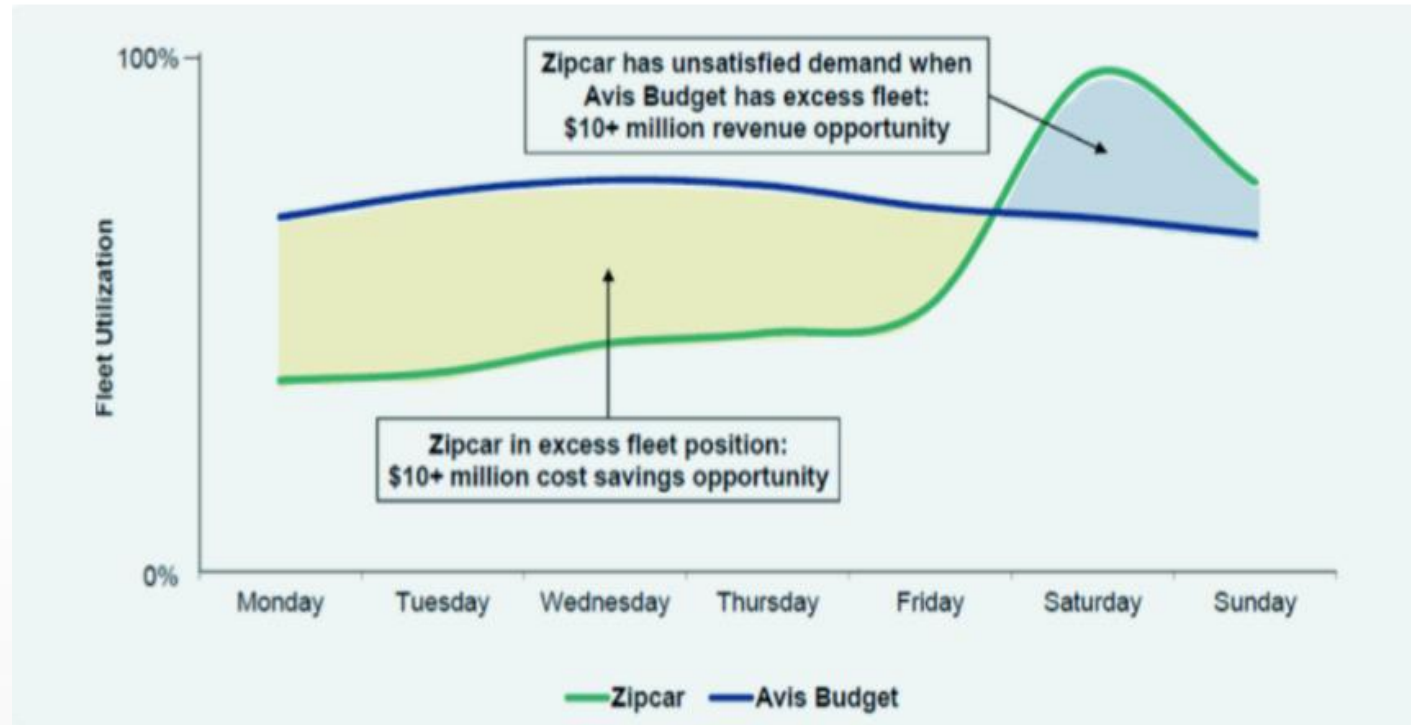 100%
Zipcar has unsatisfied demand when
Avis Budget has excess fleet:
$10+ million revenue opportunity
Fleet Utilization
Zipcar in excess fleet position:
$10+ million cost savings opportunity
0%
Monday Tuesday Wednesday Thursday Friday Saturday Sunday
Zipcar Avis Budget